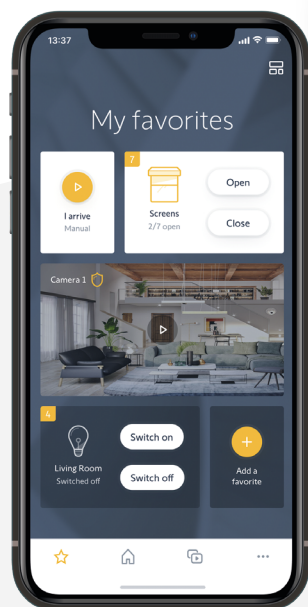 13:37
My favorites
I arrive
Manual
7
Screens
2/7 open
Open
Close
Camera 1
4
Living Room
Switched off
Switch on
Switch off
Add a
favorite